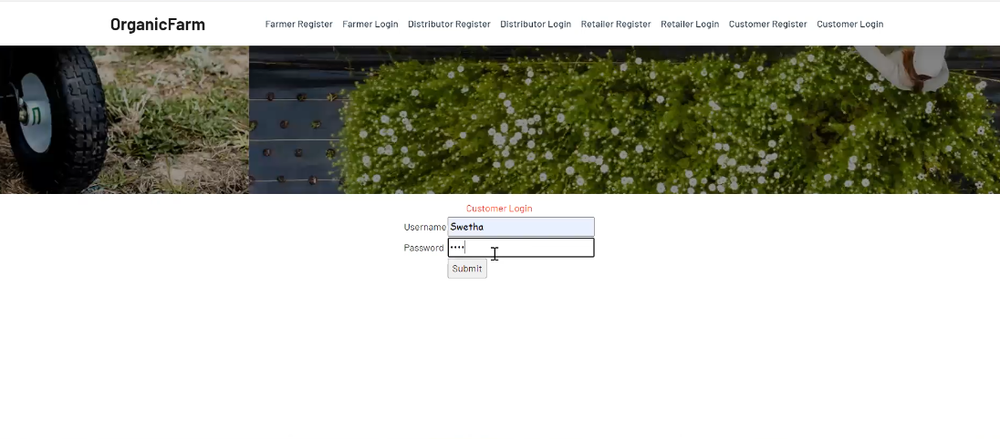 OrganicFarm Farmer Register Farmer Login Distributor Register Distributor Login Retailer Register Retailer Login Customer Register Customer Login
Customer Login
Username Swetha
Password ••••
Submit